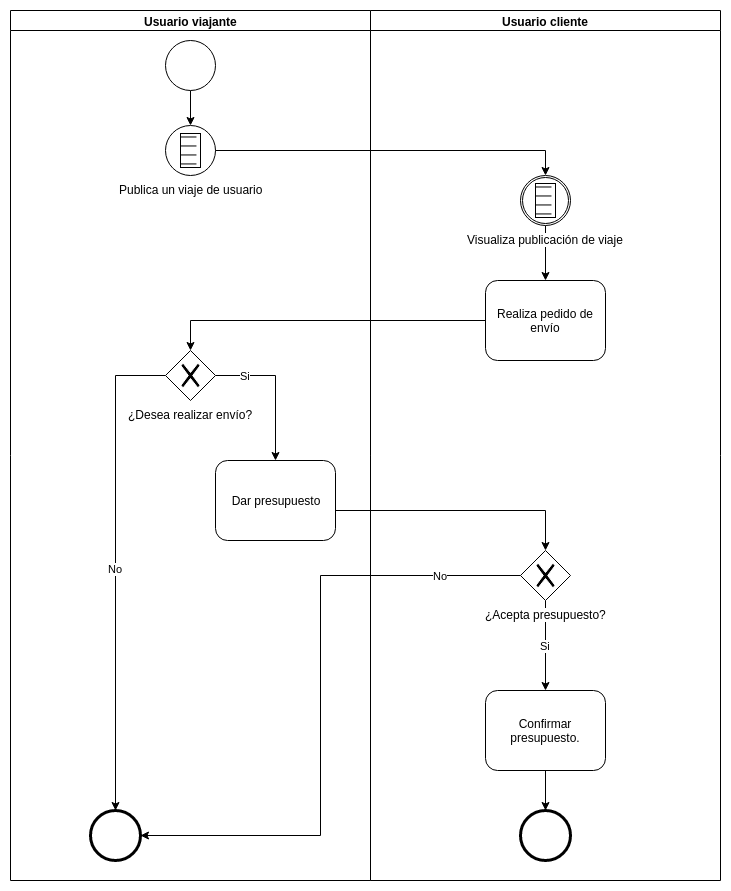 Usuario viajante
Usuario cliente
Publica un viaje de usuario
Visualiza publicación de viaje
Realiza pedido de
envío
Si
¿Desea realizar envío?
Dar presupuesto
No
No
¿Acepta presupuesto?
Si
Confirmar
presupuesto.